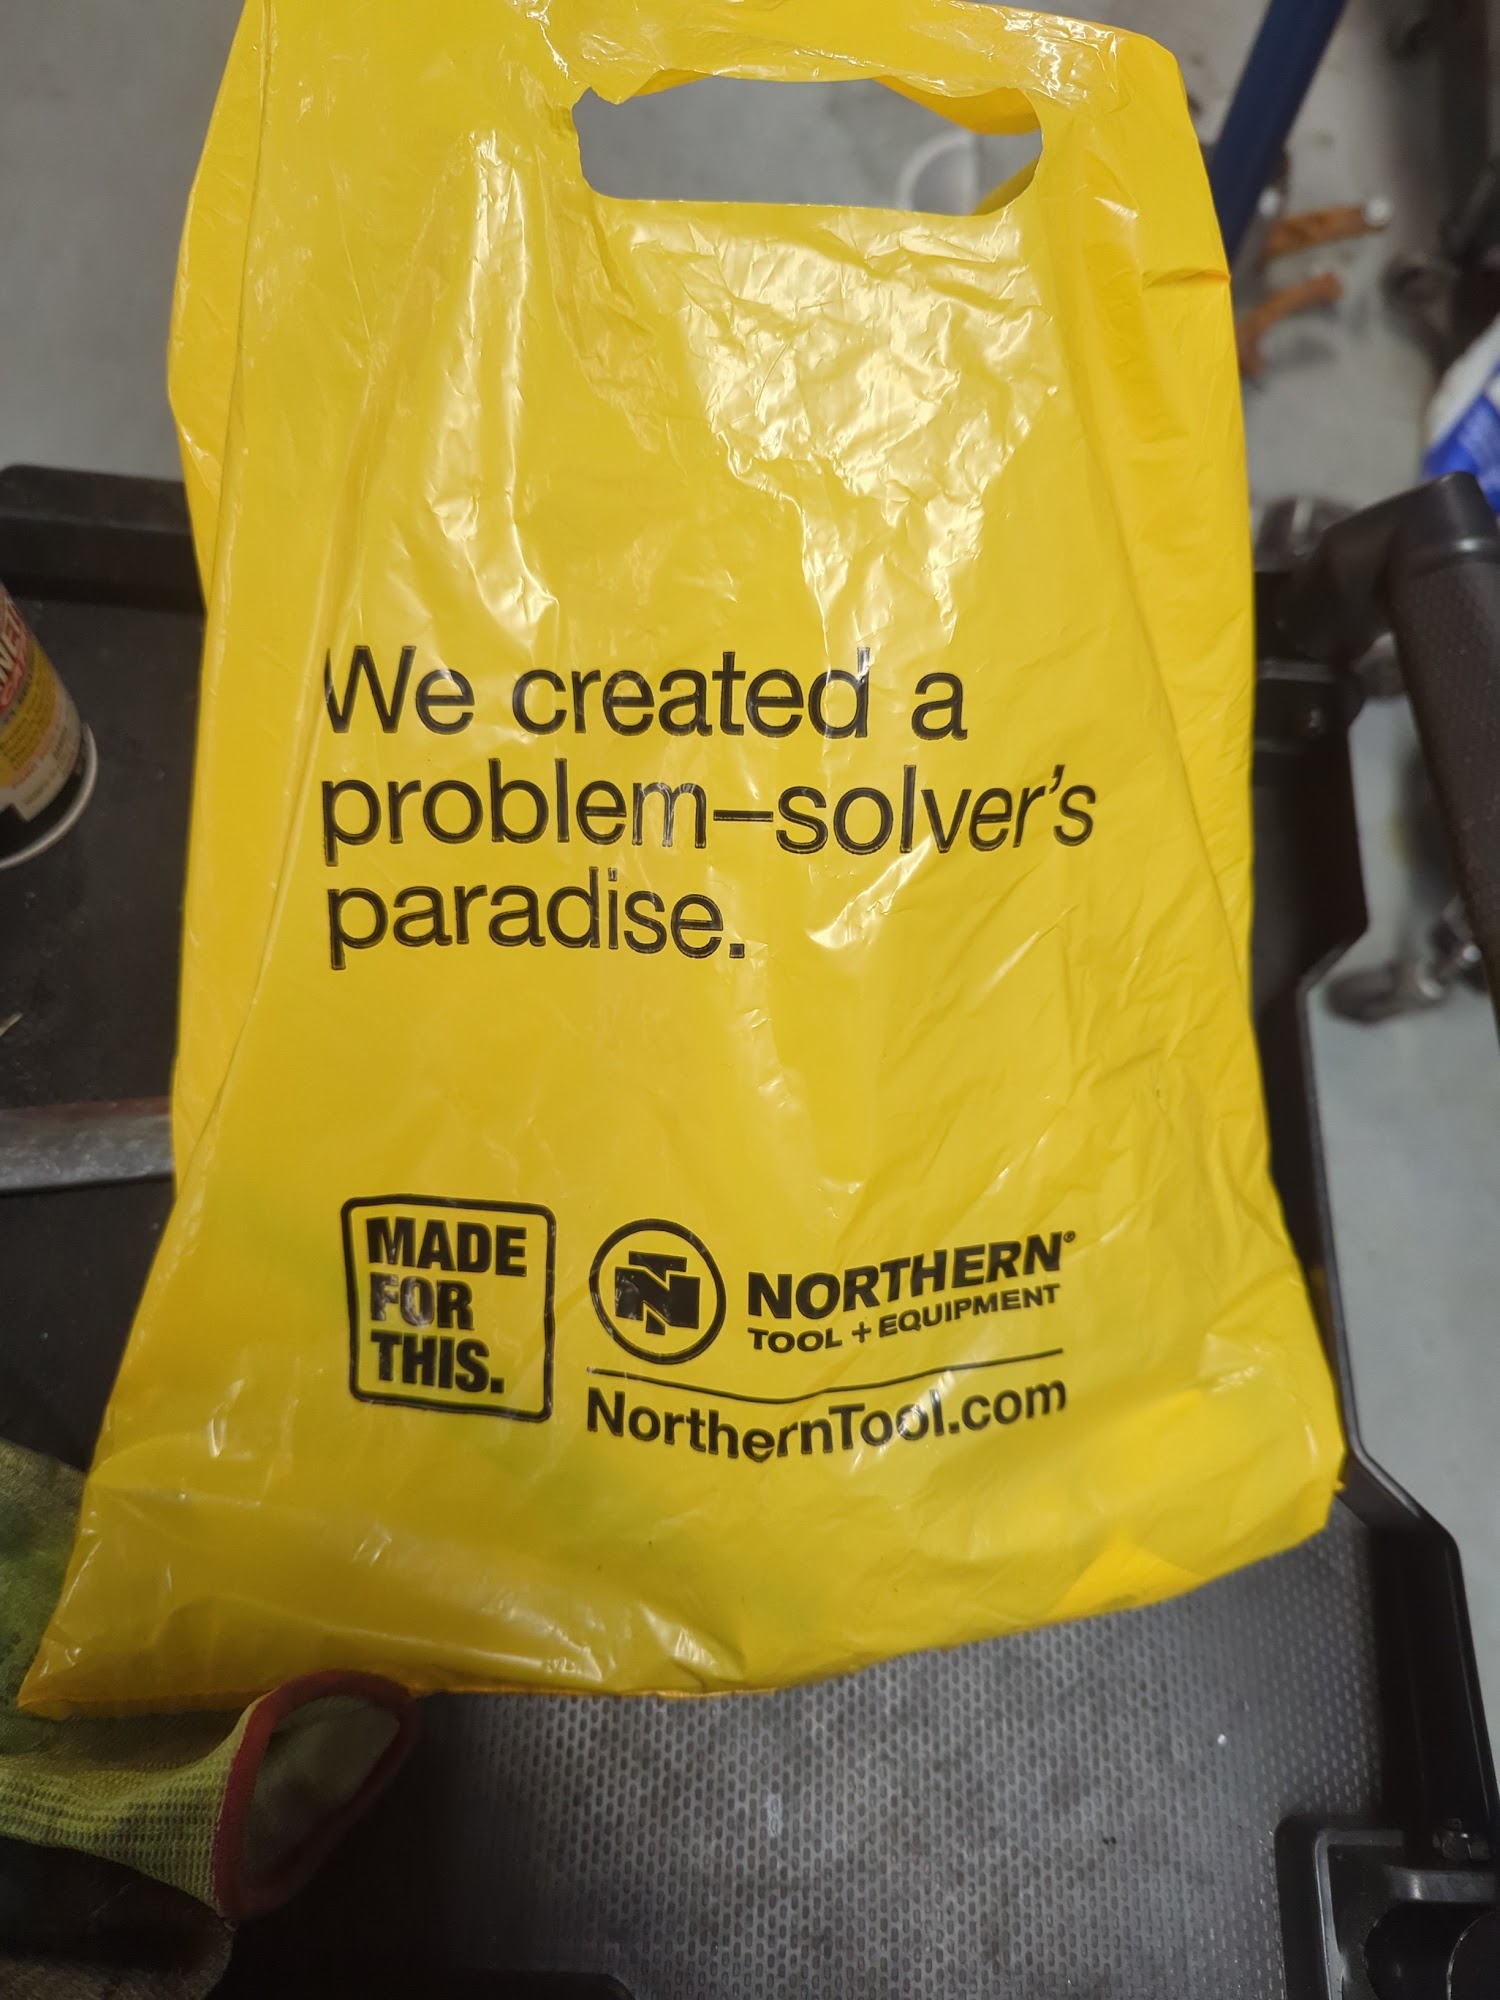 We created a
problem–solver's
paradise.
MADE
FOR
THIS.
NORTHERN®
TOOL + EQUIPMENT
NorthernTool.com